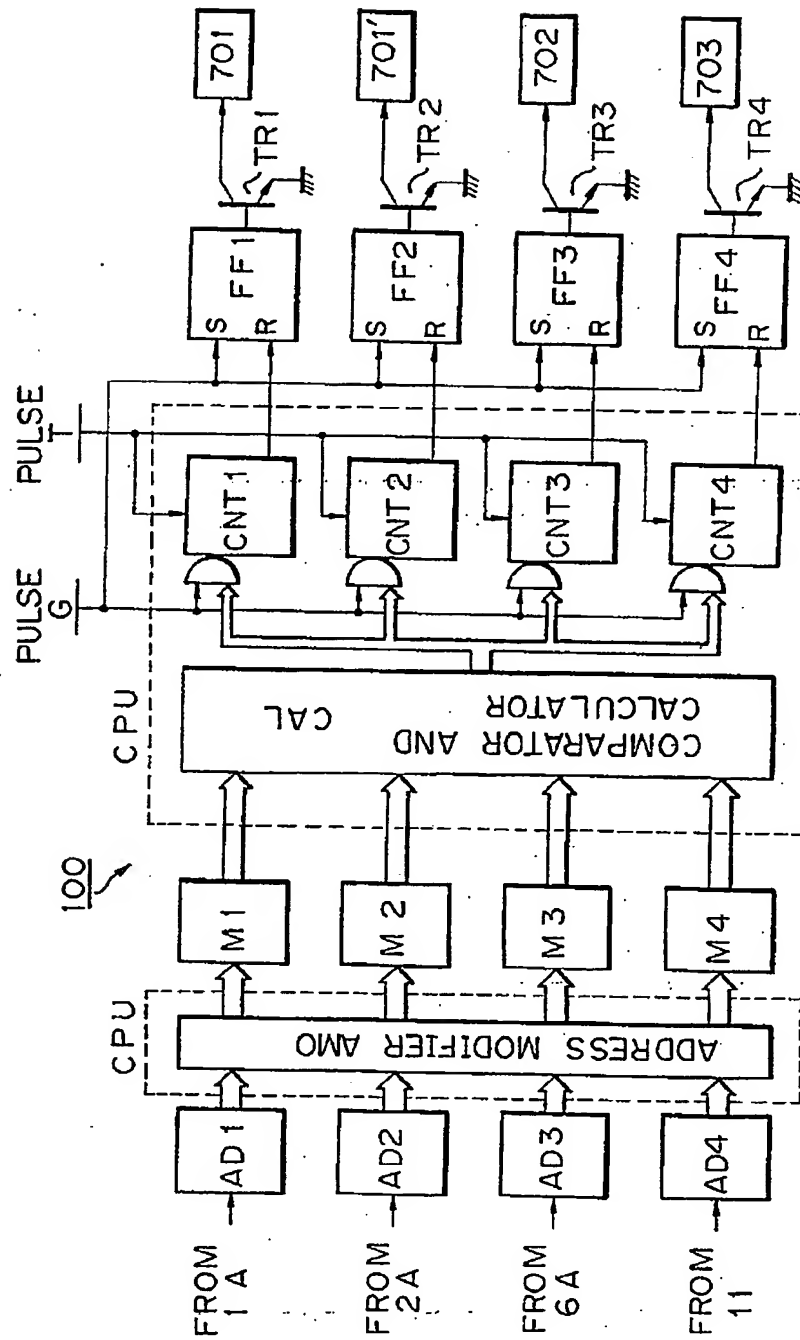 100
PULSE
G
PULSE
T
CPU
CPU
FROM
1A
AD1
M1
CNT1
S
FF1
R
TR1
701
FROM
2A
AD2
M2
CNT2
S
FF2
R
TR2
701'
FROM
6A
AD3
M3
CNT3
S
FF3
R
TR3
702
FROM
11
AD4
M4
CNT4
S
FF4
R
TR4
703
ADDRESS MODIFIER AMO
COMPARATOR AND
CALCULATOR CAL